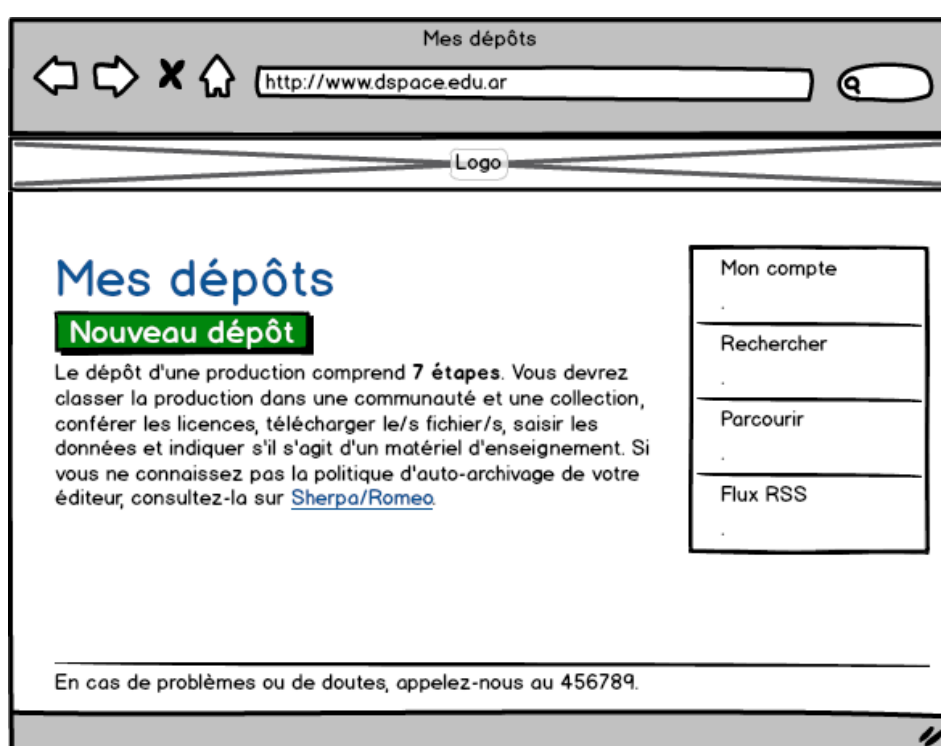 Mes dépôts
http://www.dspace.edu.ar
Logo
Mes dépôts
Nouveau dépôt
Le dépôt d'une production comprend 7 étapes. Vous devrez
classer la production dans une communauté et une collection,
conférer les licences, télécharger le/s fichier/s, saisir les
données et indiquer s'il s'agit d'un matériel d'enseignement. Si
vous ne connaissez pas la politique d'auto-archivage de votre
éditeur, consultez-la sur Sherpa/Romeo.
Mon compte
.
Rechercher
.
Parcourir
.
Flux RSS
.
En cas de problèmes ou de doutes, appelez-nous au 456789.